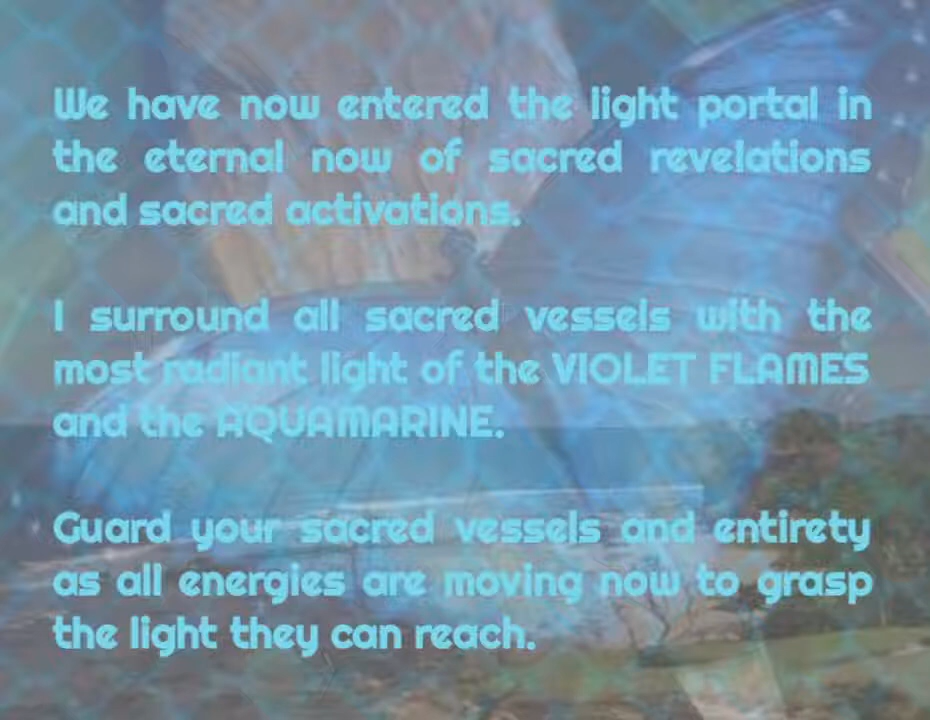 We have now entered the light portal in
the eternal now of sacred revelations
and sacred activations.
I surround all sacred vessels with the
most radiant light of the VIOLET FLAMES
and the AQUAMARINE.
Guard your sacred vessels and entirety
as all energies are moving now to grasp
the light they can reach.